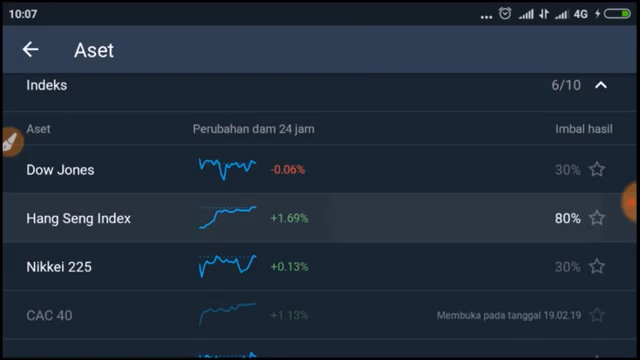 10:07 ... 4G
Aset
Indeks 6/10
Aset Perubahan dam 24 jam Imbal hasil
Dow Jones -0.06% 30%
Hang Seng Index +1.69% 80%
Nikkei 225 +0.13% 30%
CAC 40 +1.13% Membuka pada tanggal 19.02.19